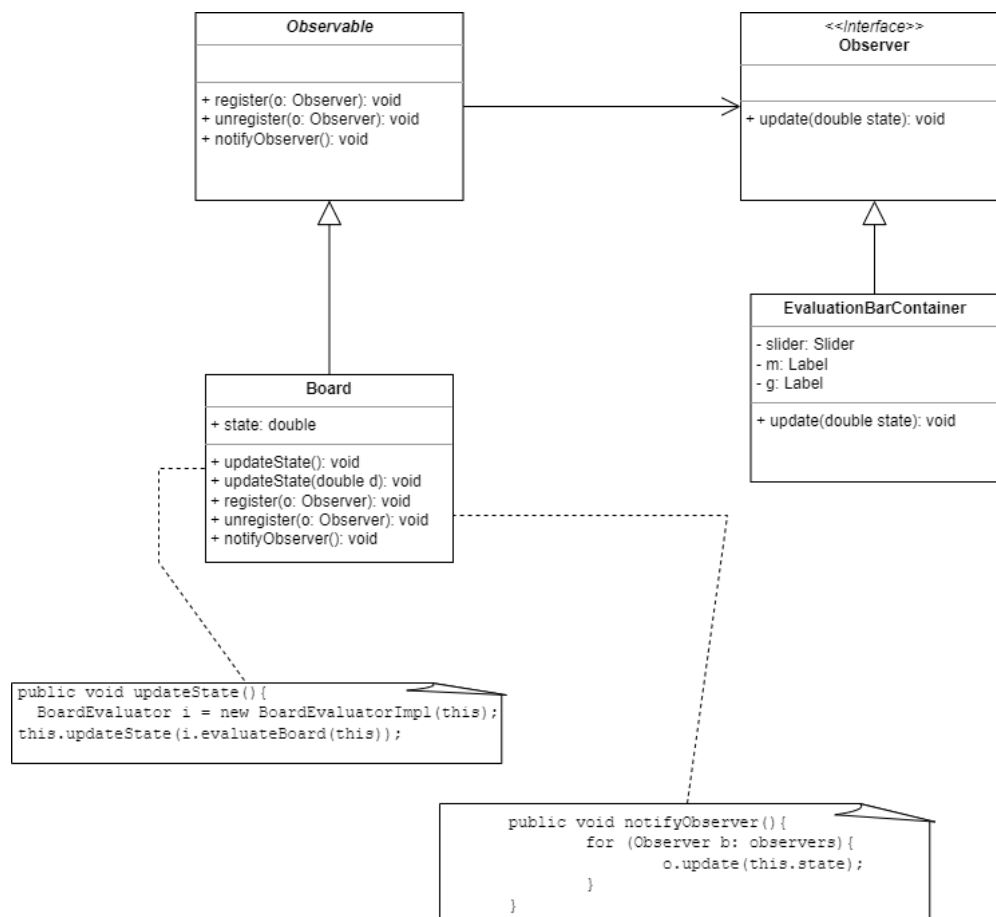 Observable
+ register(o: Observer): void
+ unregister(o: Observer): void
+ notifyObserver(): void
<<Interface>>
Observer
+ update(double state): void
EvaluationBarContainer
- slider: Slider
- m: Label
- g: Label
+ update(double state): void
Board
+ state: double
+ updateState(): void
+ updateState(double d): void
+ register(o: Observer): void
+ unregister(o: Observer): void
+ notifyObserver(): void
public void updateState(){
BoardEvaluator i = new BoardEvaluatorImpl(this);
this.updateState(i.evaluateBoard(this));
public void notifyObserver(){
for (Observer b: observers){
o.update(this.state);
}
}